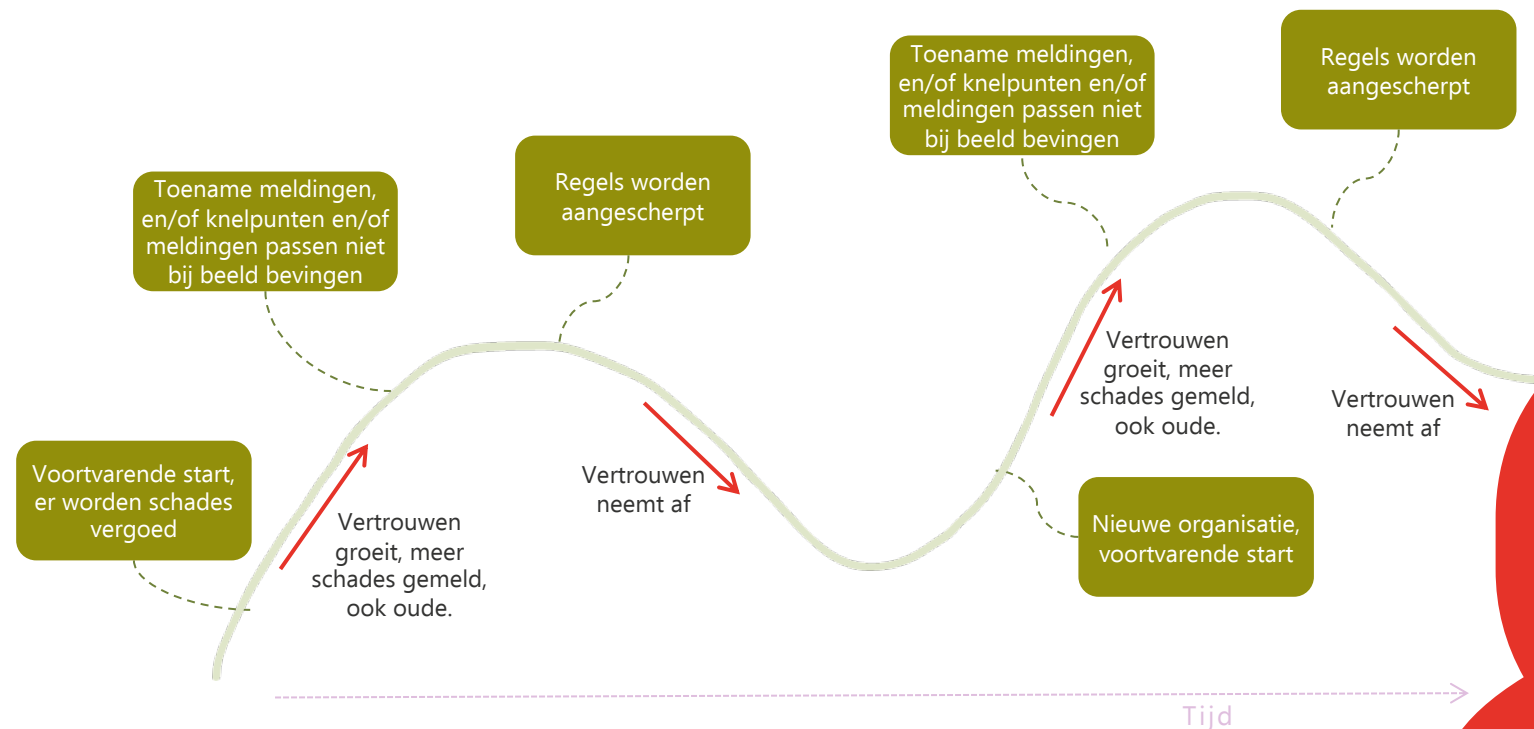 Voortvarende start,
er worden schades
vergoed
Toename meldingen,
en/of knelpunten en/of
meldingen passen niet
bij beeld bevingen
Vertrouwen
groeit, meer
schades gemeld,
ook oude.
Regels worden
aangescherpt
Vertrouwen
neemt af
Nieuwe organisatie,
voortvarende start
Toename meldingen,
en/of knelpunten en/of
meldingen passen niet
bij beeld bevingen
Vertrouwen
groeit, meer
schades gemeld,
ook oude.
Regels worden
aangescherpt
Vertrouwen
neemt af
Tijd